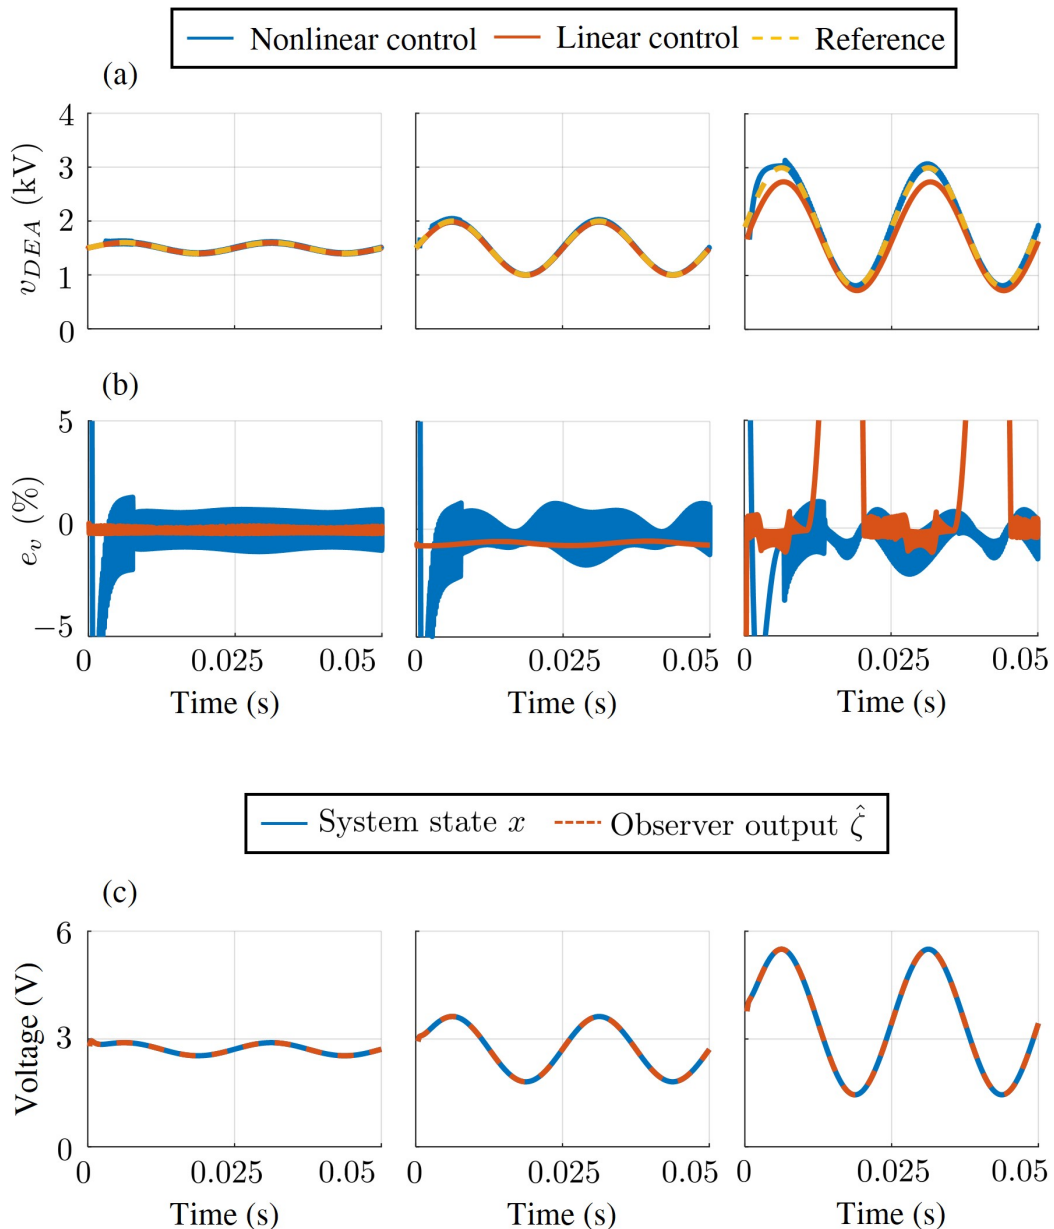 Nonlinear control Linear control Reference
(a)
v_DEA (kV)
4
3
2
1
0
(b)
e_v (%)
5
0
−5
0 0.025 0.05
0 0.025 0.05
0 0.025 0.05
Time (s) Time (s) Time (s)
System state x Observer output ζ̂
(c)
Voltage (V)
6
3
0
0 0.025 0.05
0 0.025 0.05
0 0.025 0.05
Time (s) Time (s) Time (s)